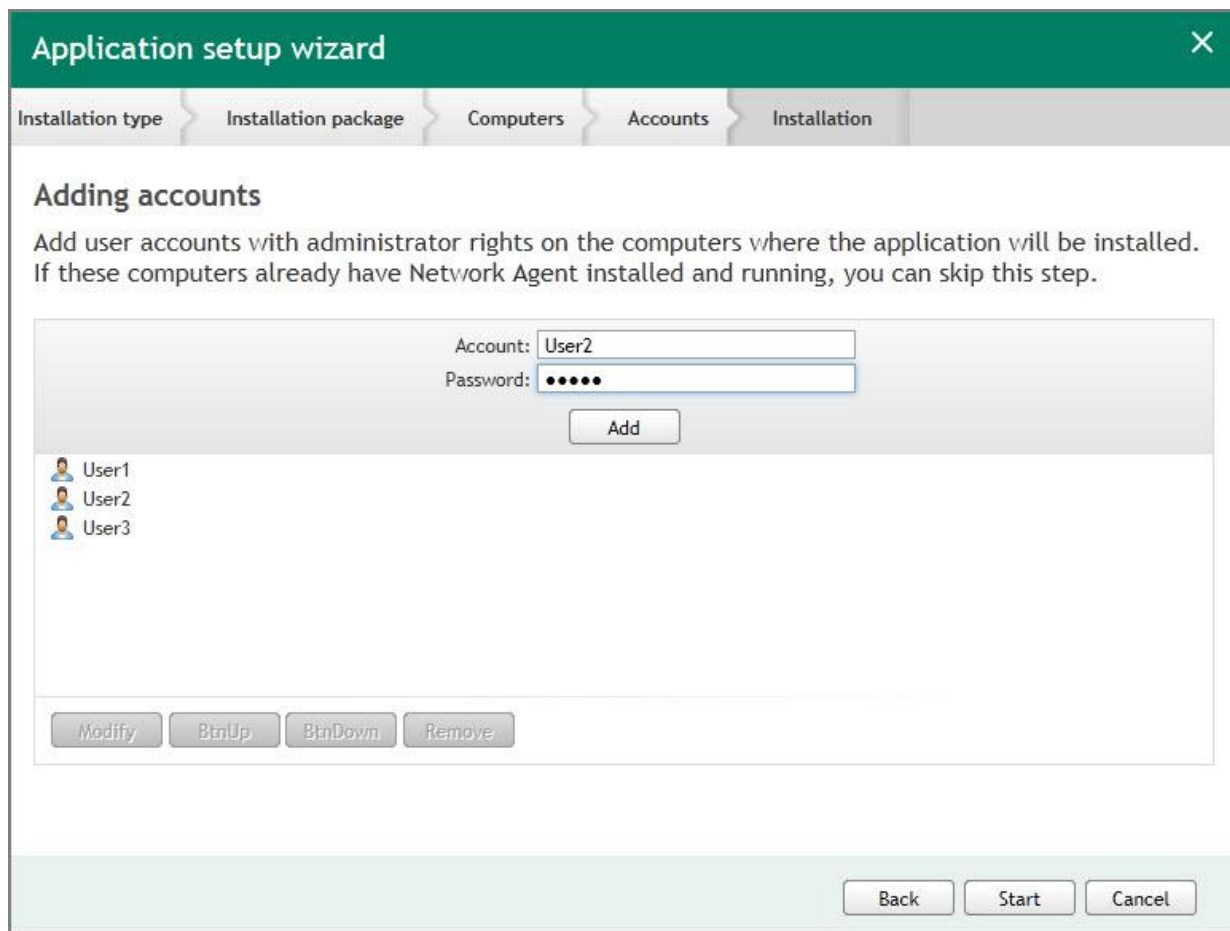 Application setup wizard
Installation type Installation package Computers Accounts Installation
Adding accounts
Add user accounts with administrator rights on the computers where the application will be installed.
If these computers already have Network Agent installed and running, you can skip this step.
Account: User2
Password: •••••
Add
User1
User2
User3
Modify BtnUp BtnDown Remove
Back Start Cancel